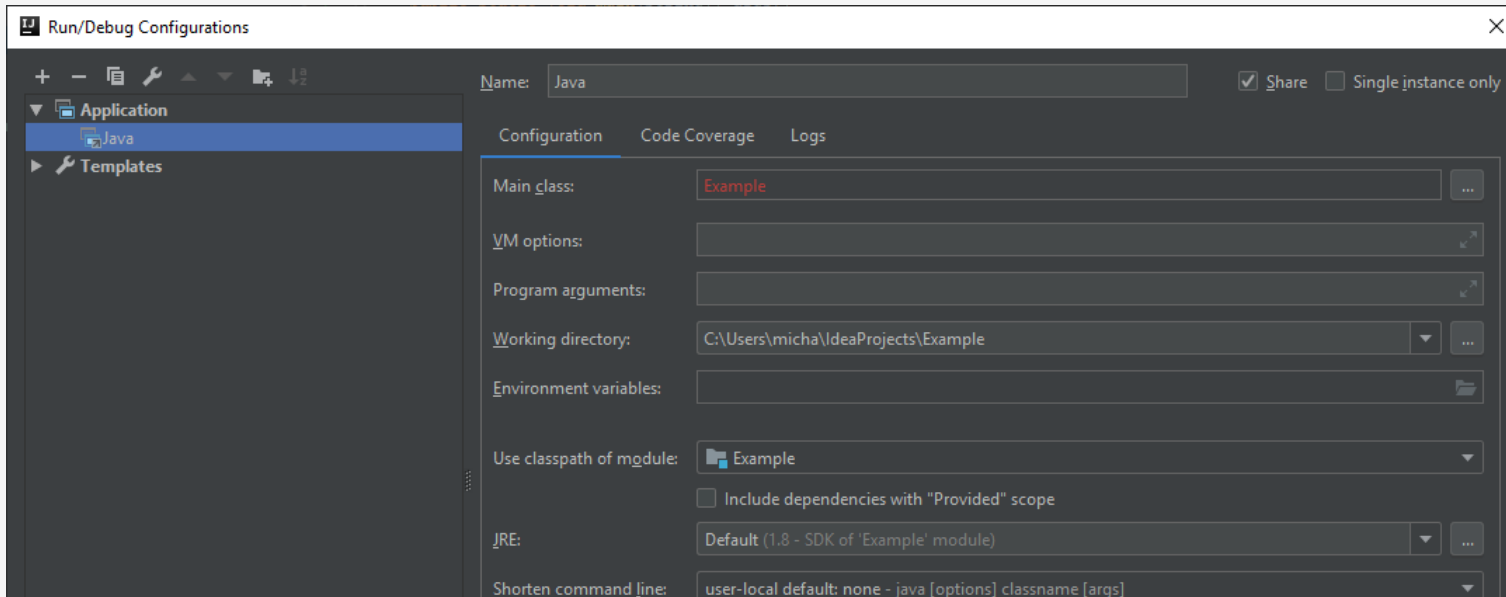 Run/Debug Configurations
Name: Java Share Single instance only
Application
Java
Templates
Configuration Code Coverage Logs
Main class: Example ...
VM options:
Program arguments:
Working directory: C:\Users\micha\IdeaProjects\Example ...
Environment variables:
Use classpath of module: Example
Include dependencies with "Provided" scope
JRE: Default (1.8 - SDK of 'Example' module) ...
Shorten command line: user-local default: none - java [options] classname [args]